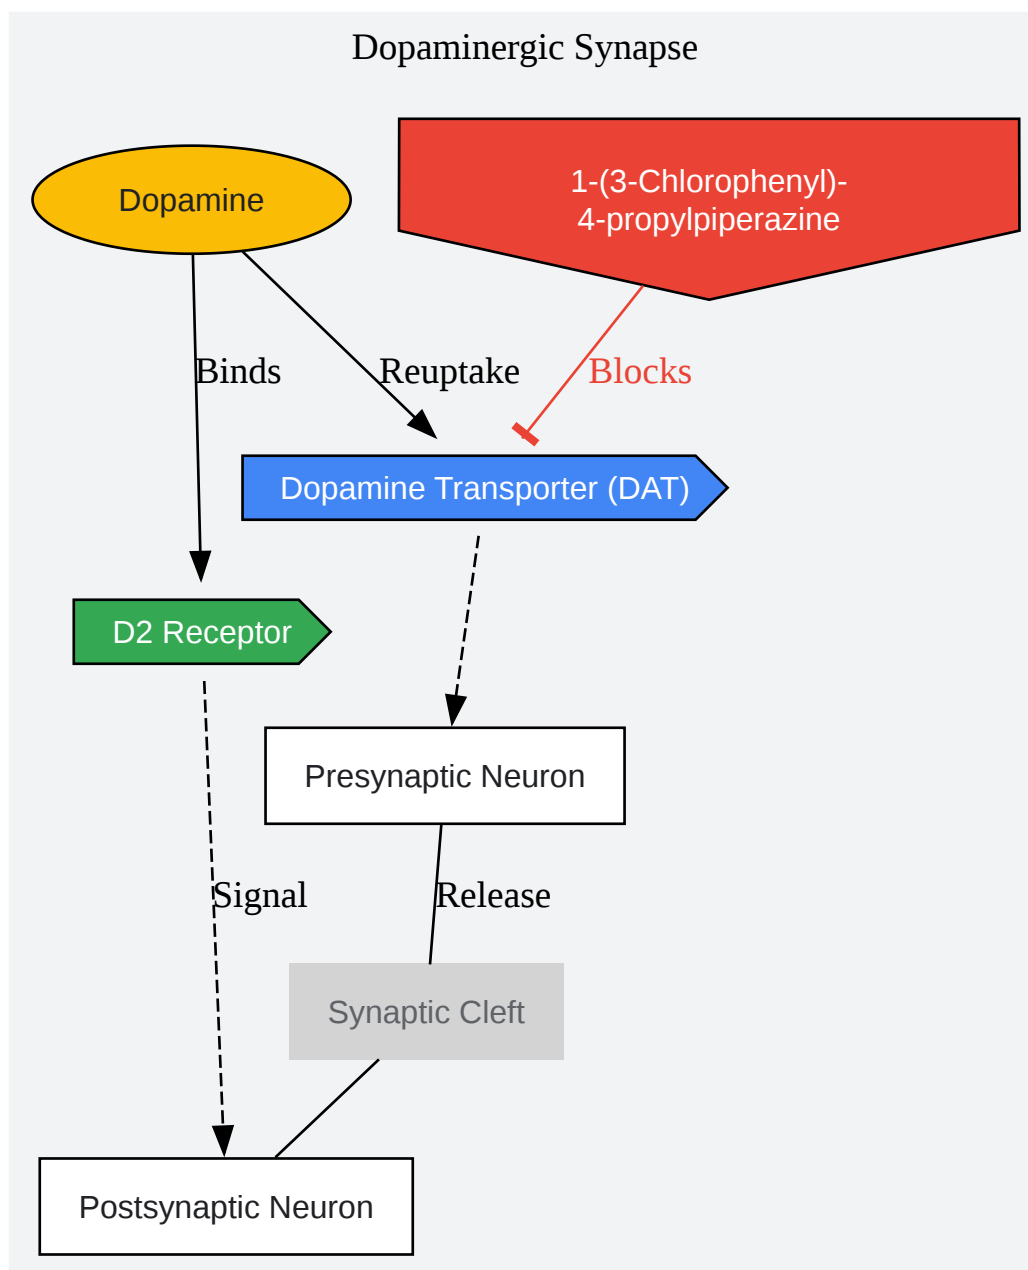 Dopaminergic Synapse
Dopamine
1-(3-Chlorophenyl)-
4-propylpiperazine
Binds
Reuptake
Blocks
Dopamine Transporter (DAT)
D2 Receptor
Presynaptic Neuron
Signal
Release
Synaptic Cleft
Postsynaptic Neuron